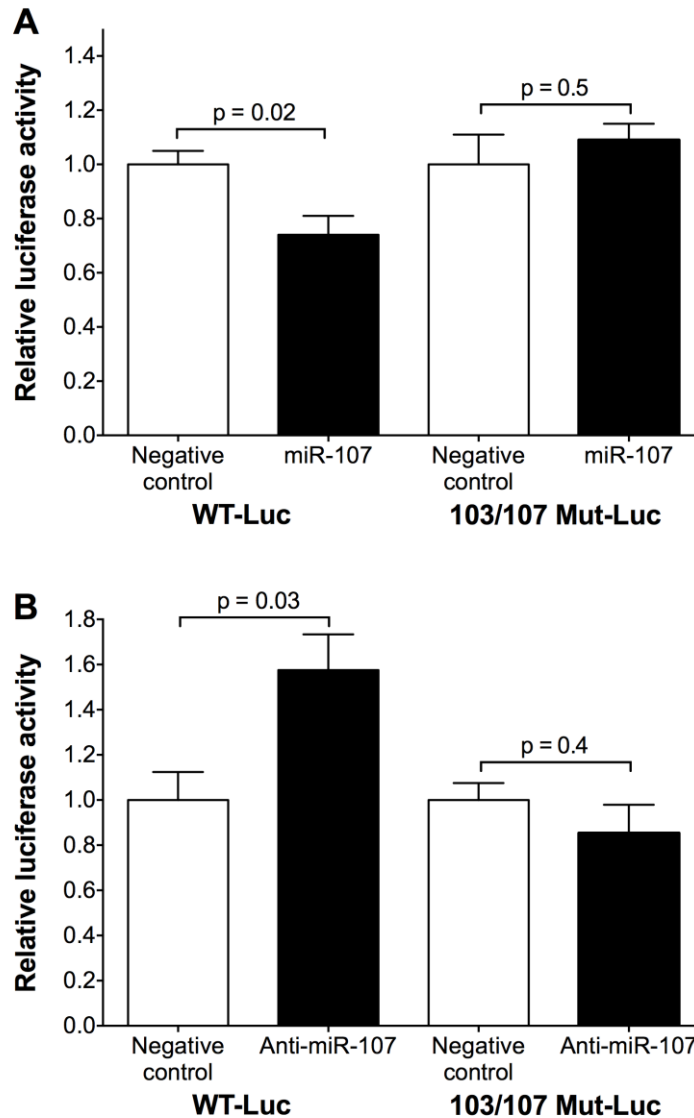 A
Relative luciferase activity
1.4
1.2
1.0
0.8
0.6
0.4
0.2
0.0
p = 0.02
p = 0.5
Negative
control
miR-107
Negative
control
miR-107
WT-Luc
103/107 Mut-Luc
B
Relative luciferase activity
1.8
1.6
1.4
1.2
1.0
0.8
0.6
0.4
0.2
0.0
p = 0.03
p = 0.4
Negative
control
Anti-miR-107
Negative
control
Anti-miR-107
WT-Luc
103/107 Mut-Luc